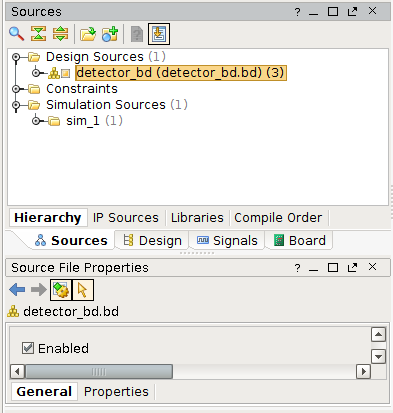 Sources
Design Sources (1)
detector_bd (detector_bd.bd) (3)
Constraints
Simulation Sources (1)
sim_1 (1)
Hierarchy IP Sources Libraries Compile Order
Sources Design Signals Board
Source File Properties
detector_bd.bd
Enabled
General Properties